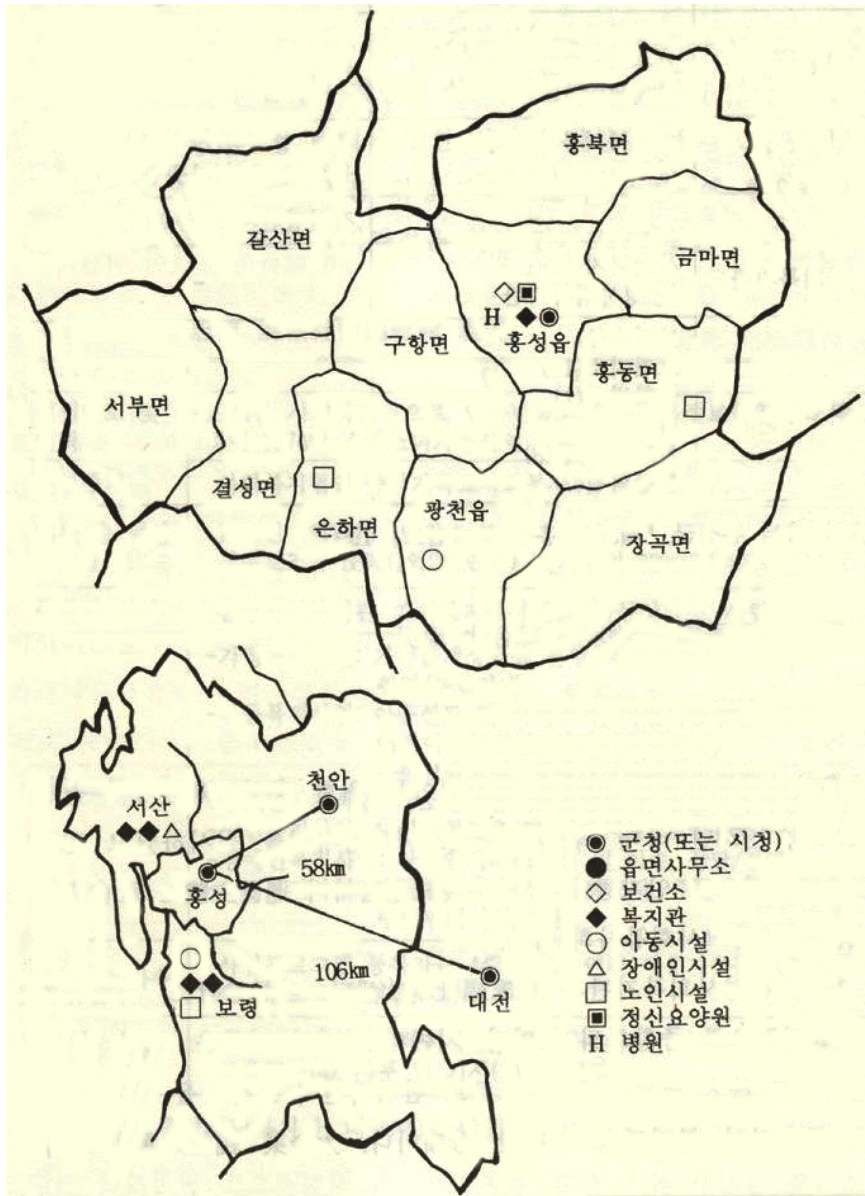 홍북면
갈산면
금마면
H
홍성읍
구항면
홍동면
서부면
결성면
은하면
광천읍
장곡면
천안
서산
58km
홍성
106km
대전
보령
군청(또는 시청)
읍면사무소
보건소
복지관
아동시설
장애인시설
노인시설
정신요양원
H 병원